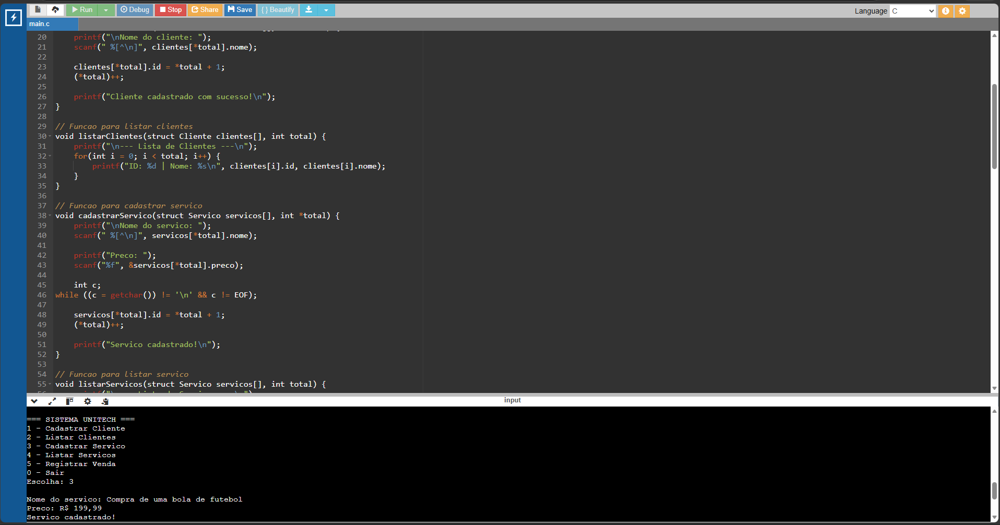 Run
Debug
Stop
Share
Save
{ } Beautify
Language C
main.c
20     printf("\nNome do cliente: ");
21     scanf(" %[^\n]", clientes[*total].nome);
22
23     clientes[*total].id = *total + 1;
24     (*total)++;
25
26     printf("Cliente cadastrado com sucesso!\n");
27 }
28
29 // Funcao para listar clientes
30 void listarClientes(struct Cliente clientes[], int total) {
31     printf("\n--- Lista de Clientes ---\n");
32     for(int i = 0; i < total; i++) {
33         printf("ID: %d | Nome: %s\n", clientes[i].id, clientes[i].nome);
34     }
35 }
36
37 // Funcao para cadastrar servico
38 void cadastrarServico(struct Servico servicos[], int *total) {
39     printf("\nNome do servico: ");
40     scanf(" %[^\n]", servicos[*total].nome);
41
42     printf("Preco: ");
43     scanf("%f", &servicos[*total].preco);
44
45     int c;
46 while ((c = getchar()) != '\n' && c != EOF);
47
48     servicos[*total].id = *total + 1;
49     (*total)++;
50
51     printf("Servico cadastrado!\n");
52 }
53
54 // Funcao para listar servico
55 void listarServicos(struct Servico servicos[], int total) {
input
=== SISTEMA UNITECH ===
1 - Cadastrar Cliente
2 - Listar Clientes
3 - Cadastrar Servico
4 - Listar Servicos
5 - Registrar Venda
0 - Sair
Escolha: 3
Nome do servico: Compra de uma bola de futebol
Preco: R$ 199,99
Servico cadastrado!